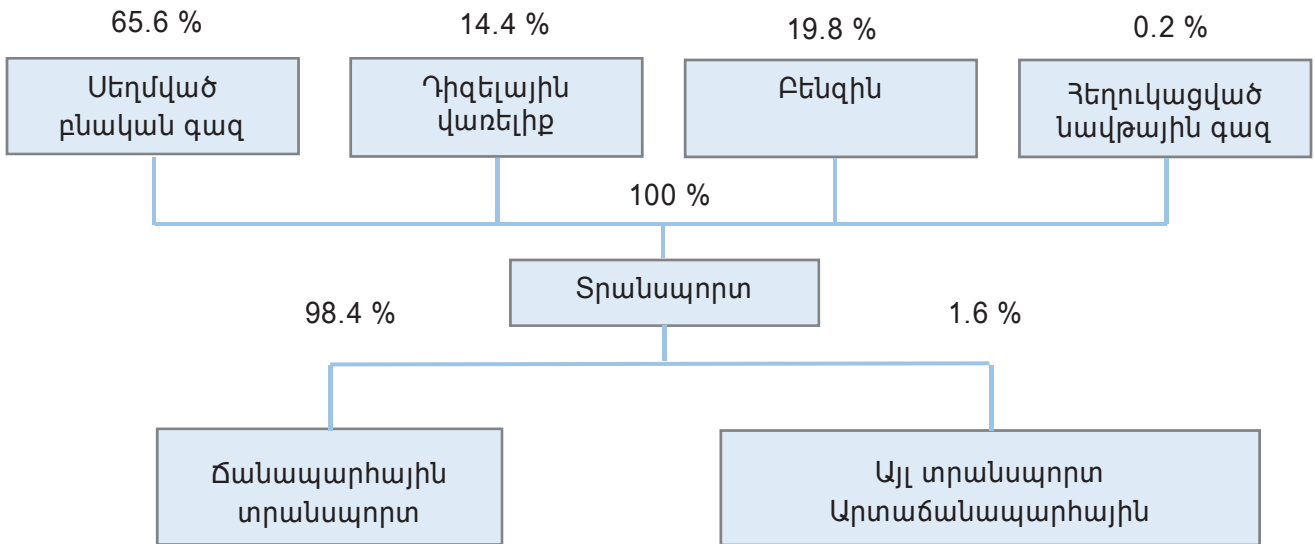 65.6 %
14.4 %
19.8 %
0.2 %
Սեղմված
բնական գազ
Դիզելային
վառելիք
Բենզին
Հեղուկացված
նավթային գազ
100 %
Տրանսպորտ
98.4 %
1.6 %
Ճանապարհային
տրանսպորտ
Այլ տրանսպորտ
Արտաճանապարհային